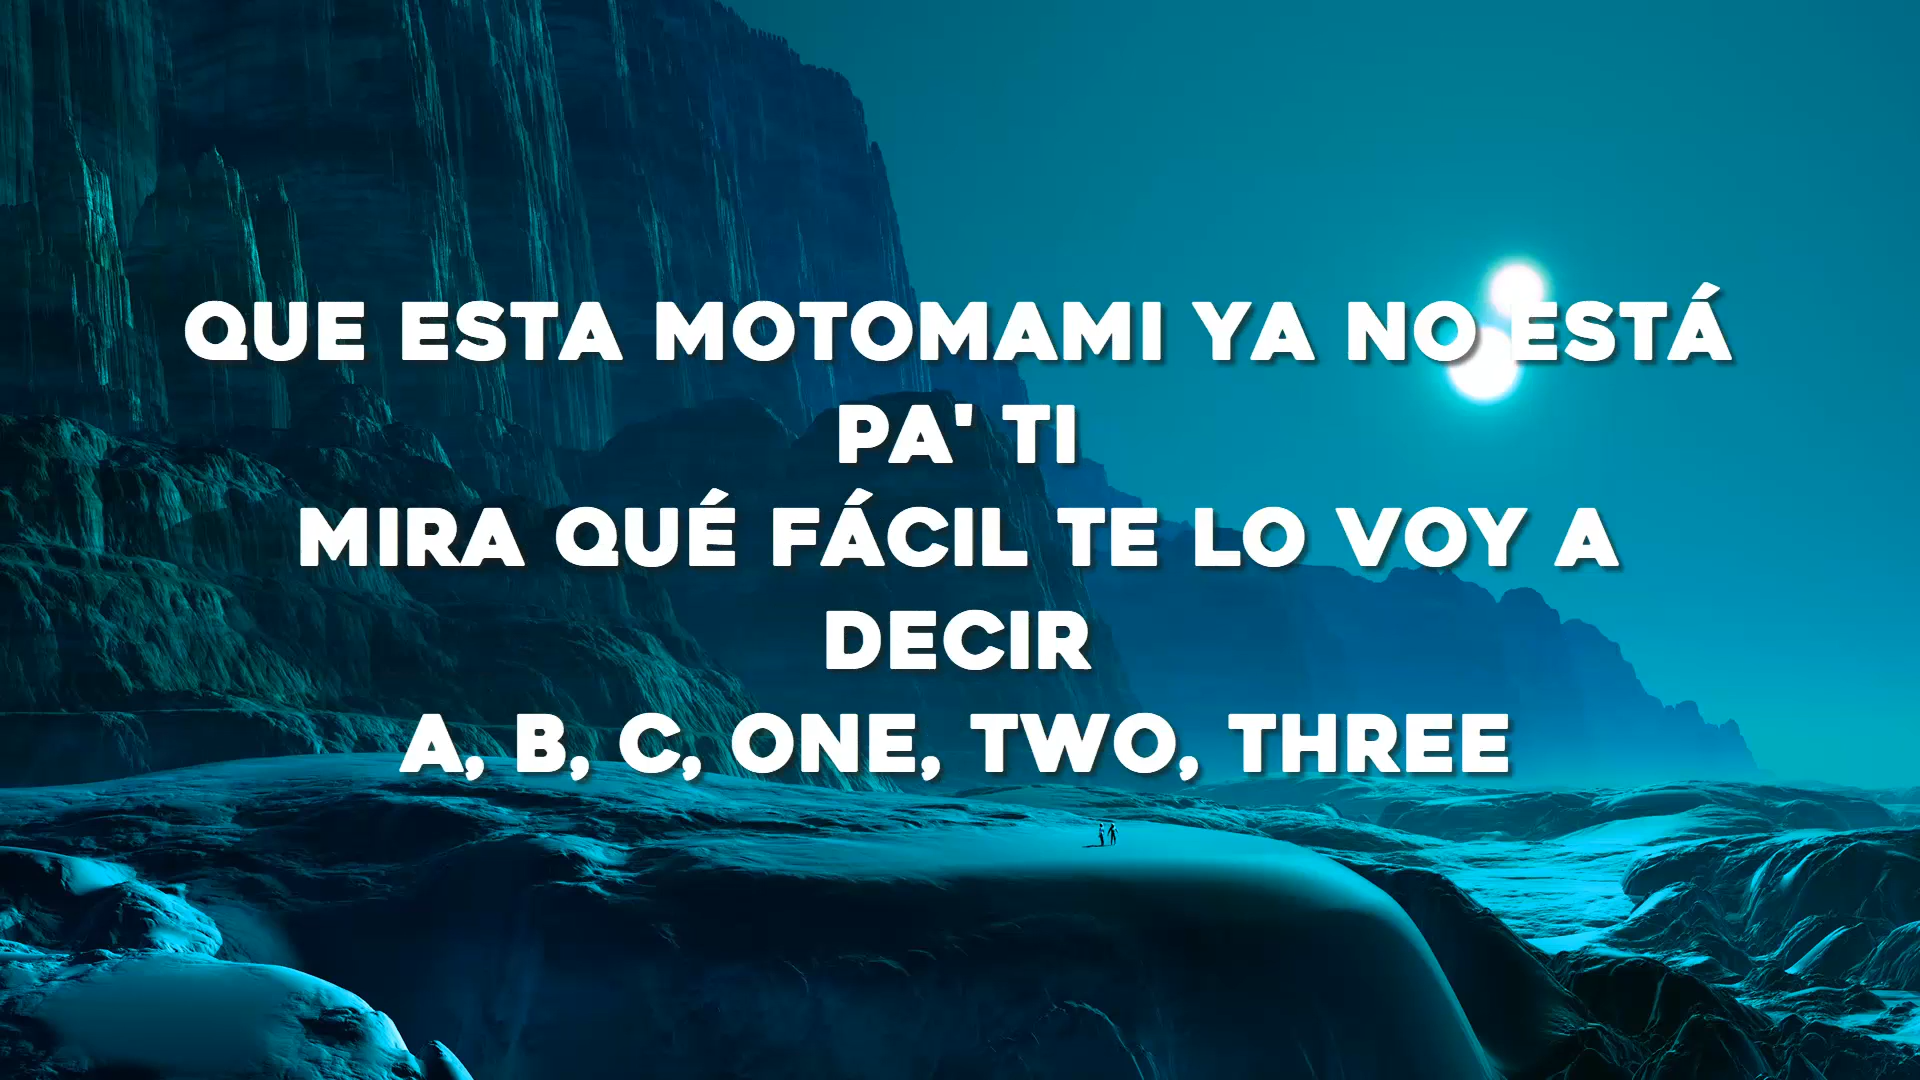 QUE ESTA MOTOMAMI YA NO ESTÁ
PA' TI
MIRA QUÉ FÁCIL TE LO VOY A
DECIR
A, B, C, ONE, TWO, THREE